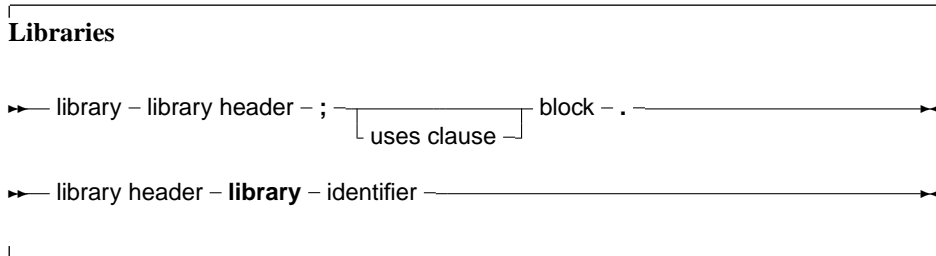 Libraries
library library header ; block .
uses clause
library header library identifier